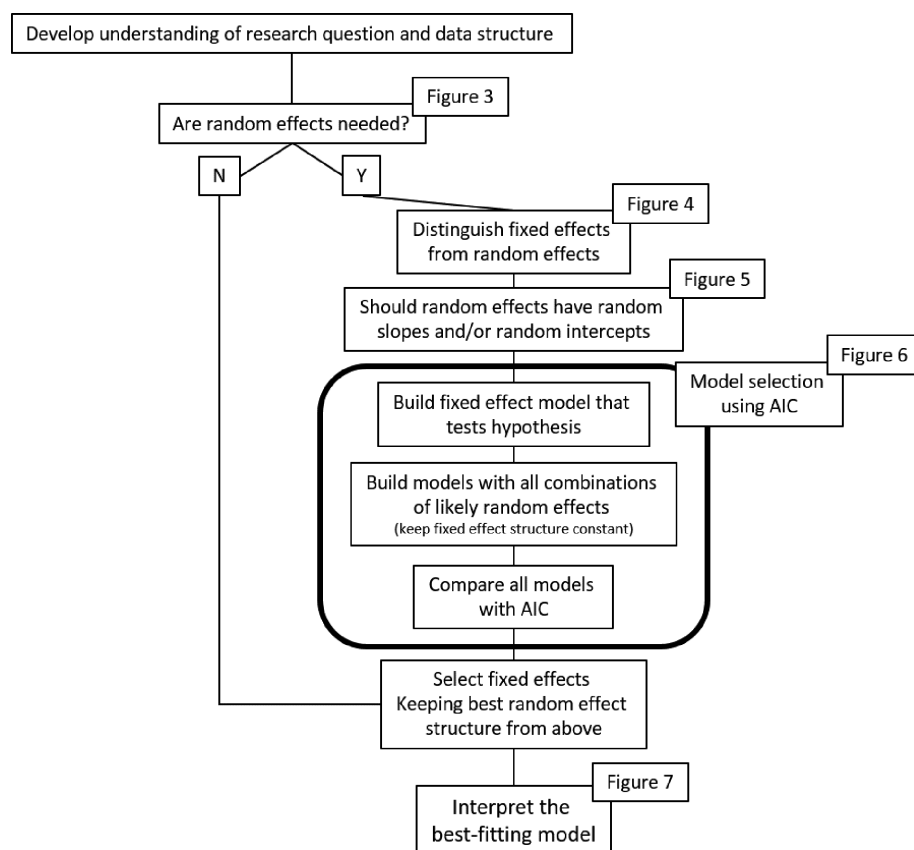 Develop understanding of research question and data structure
Figure 3
Are random effects needed?
N
Y
Figure 4
Distinguish fixed effects
from random effects
Figure 5
Should random effects have random
slopes and/or random intercepts
Figure 6
Model selection
using AIC
Build fixed effect model that
tests hypothesis
Build models with all combinations
of likely random effects
(keep fixed effect structure constant)
Compare all models
with AIC
Select fixed effects
Keeping best random effect
structure from above
Figure 7
Interpret the
best-fitting model